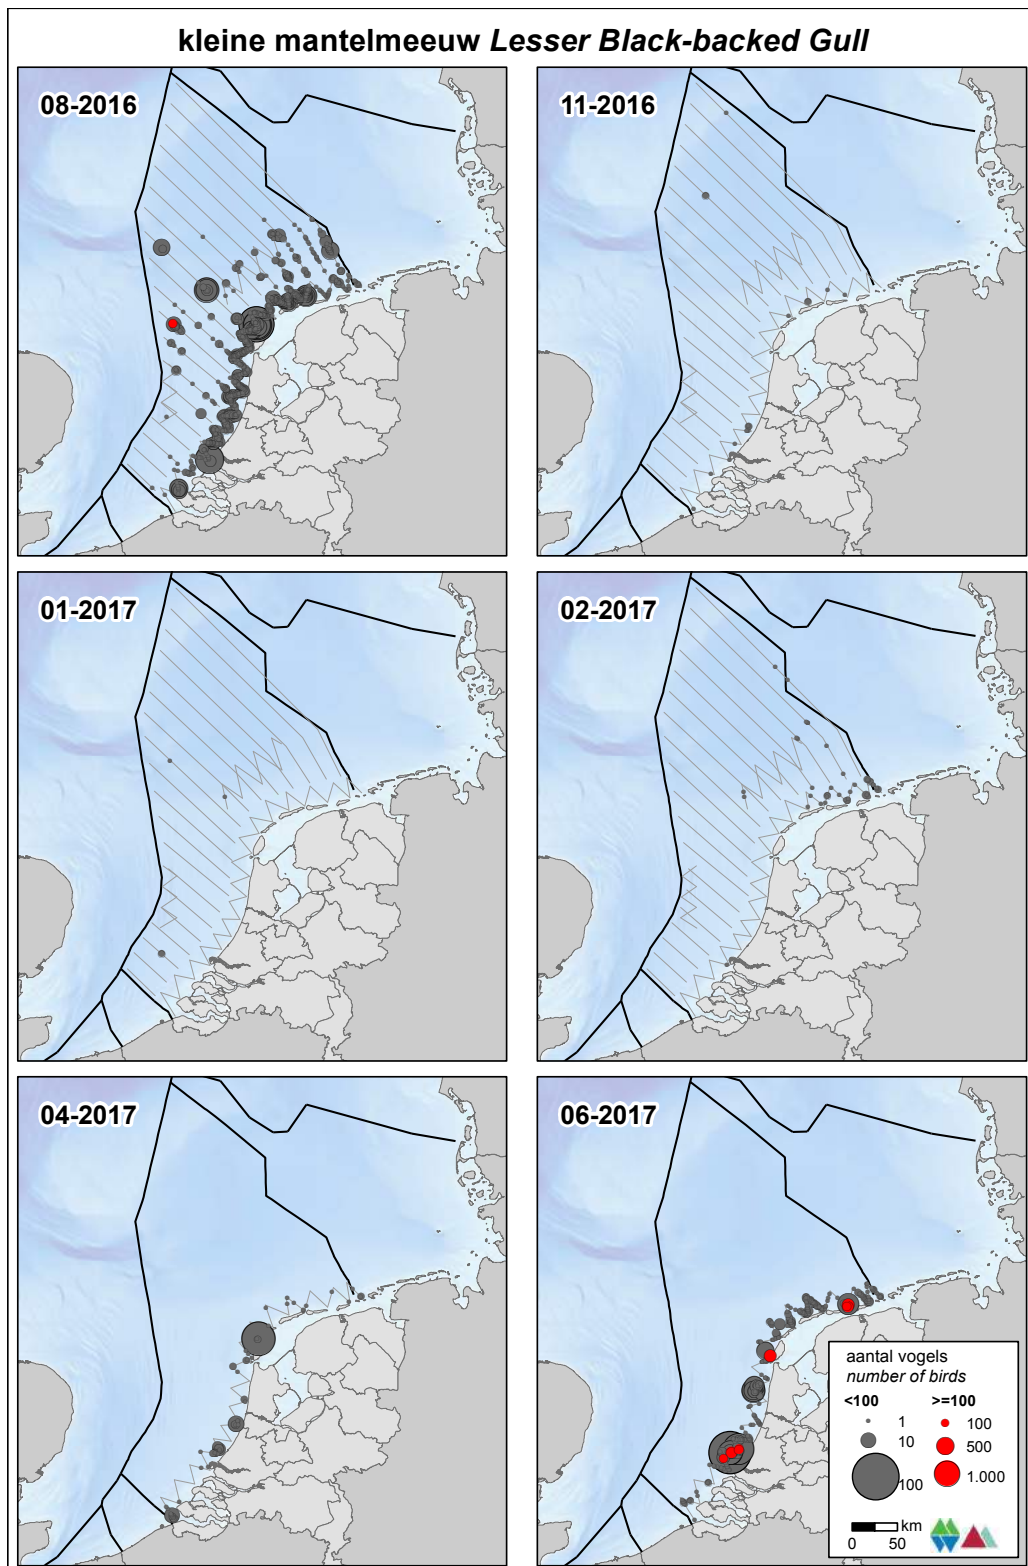 kleine mantelmeeuw Lesser Black-backed Gull
08-2016
11-2016
01-2017
02-2017
04-2017
06-2017
aantal vogels
number of birds
<100 >=100
1 100
10 500
100 1.000
km
0 50